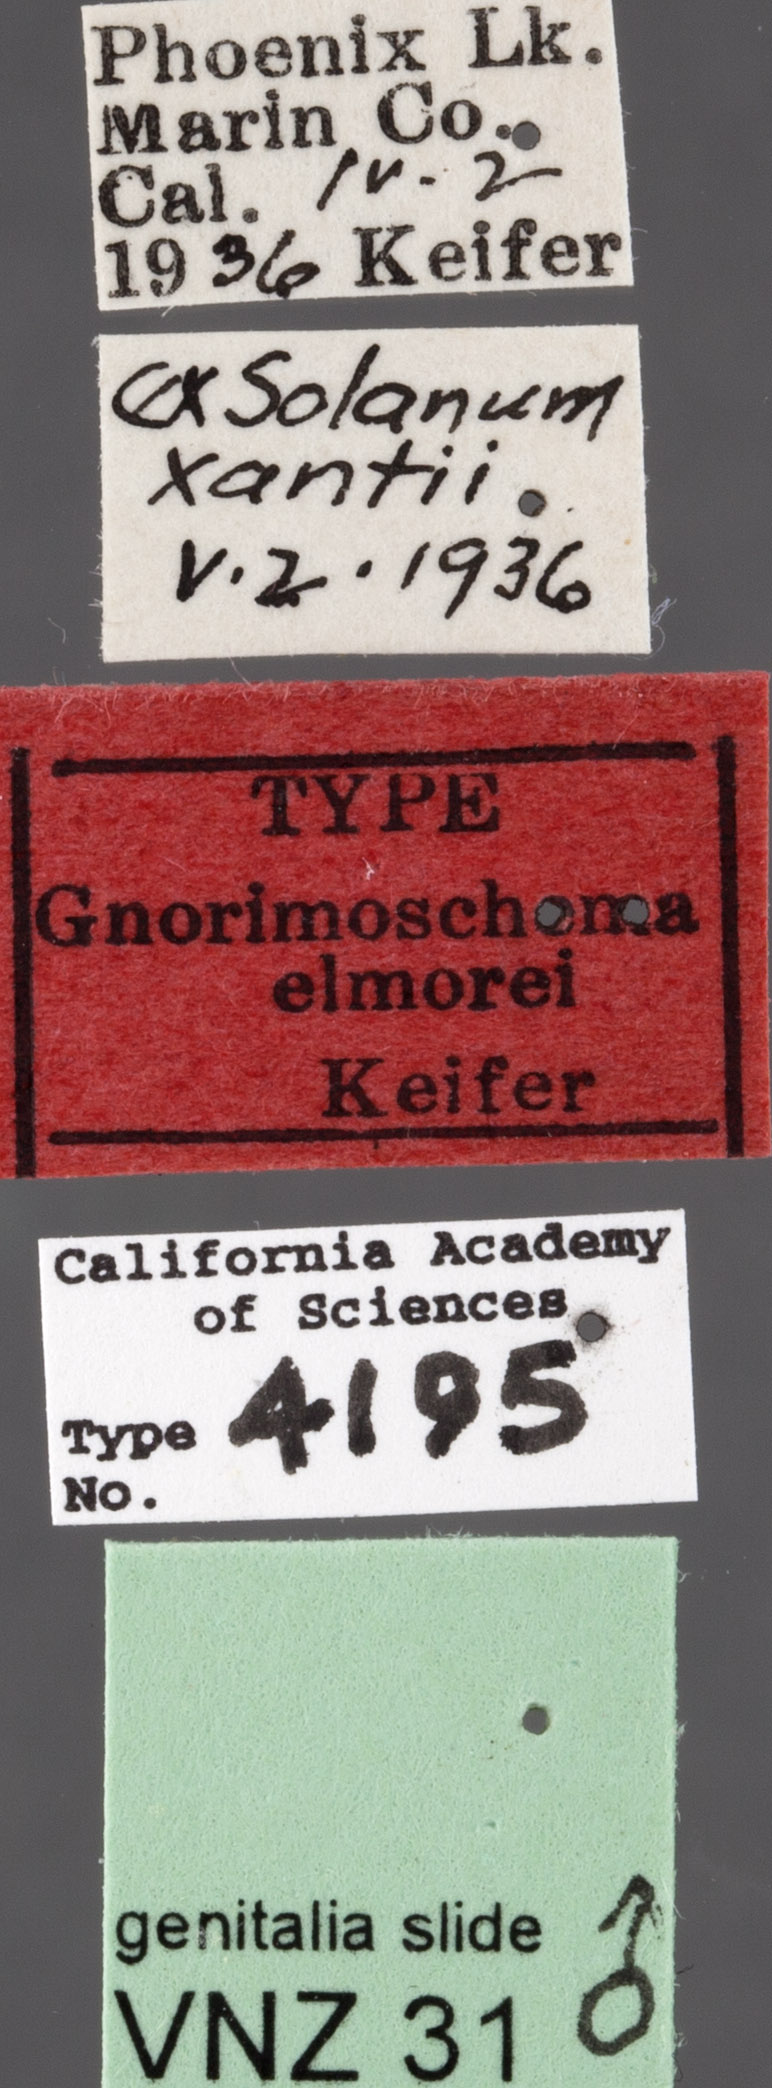 Phoenix Lk.
Marin Co.
Cal. IV. 2
1936 Keifer
ex Solanum
xantii
V. 2. 1936
TYPE
Gnorimoschema
elmorei
Keifer
California Academy
of Sciences
Type 4195
No.
genitalia slide ♂
VNZ 31